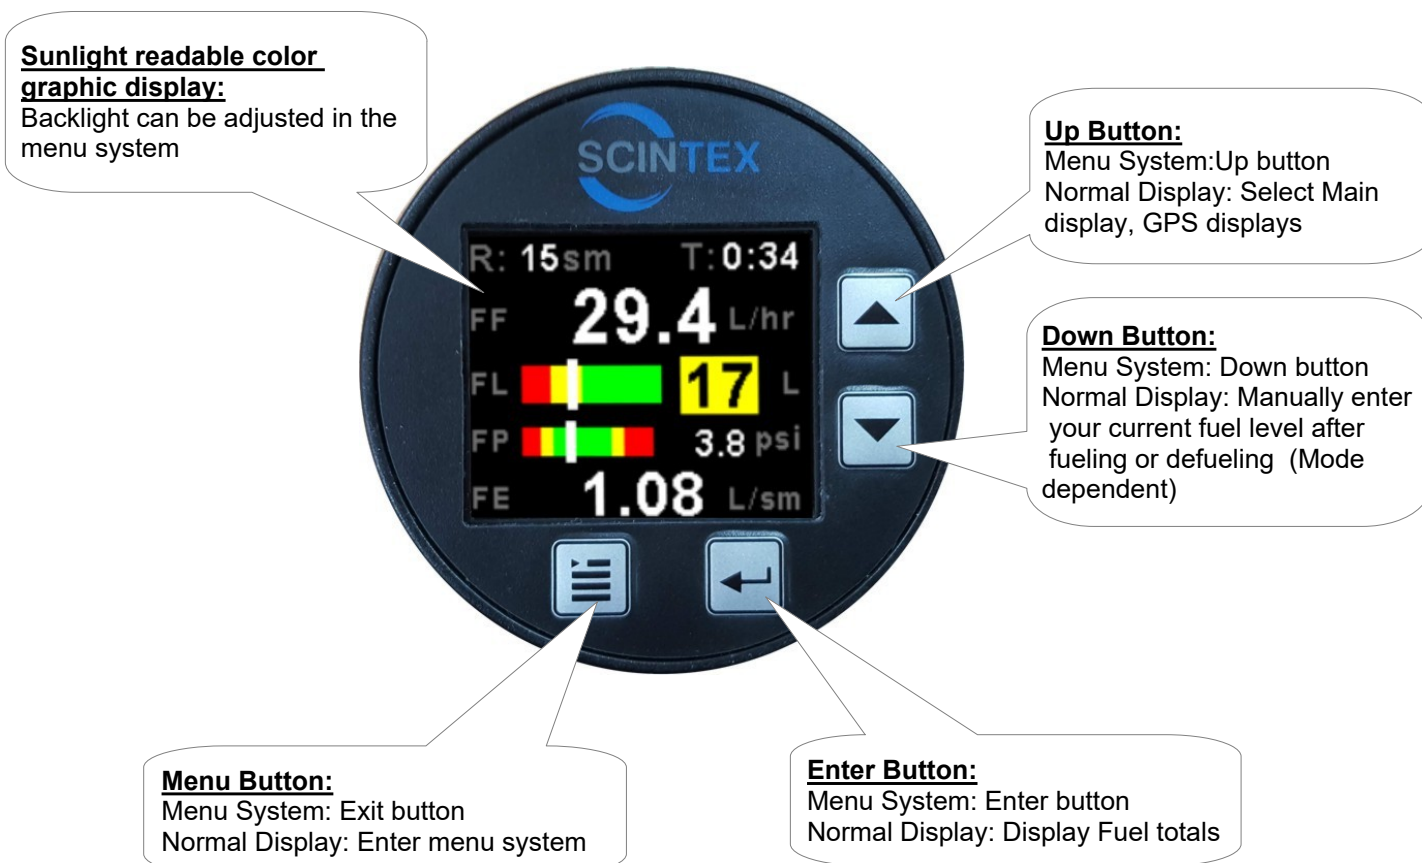 Sunlight readable color
graphic display:
Backlight can be adjusted in the
menu system
SCINTEX
R: 15sm T:0:34
FF 29.4 L/hr
FL 17 L
FP 3.8 psi
FE 1.08 L/sm
Up Button:
Menu System:Up button
Normal Display: Select Main
display, GPS displays
Down Button:
Menu System: Down button
Normal Display: Manually enter
your current fuel level after
fueling or defueling (Mode
dependent)
Menu Button:
Menu System: Exit button
Normal Display: Enter menu system
Enter Button:
Menu System: Enter button
Normal Display: Display Fuel totals